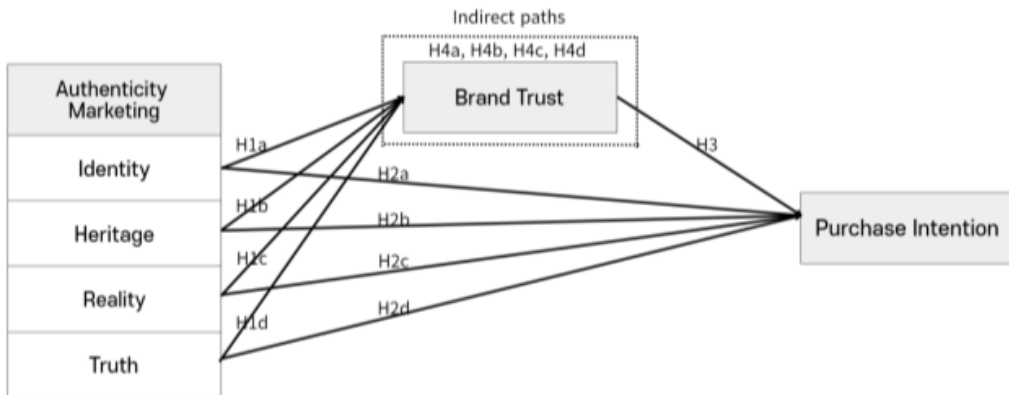 Indirect paths
H4a, H4b, H4c, H4d
Authenticity
Marketing
Brand Trust
Identity
H1a
H2a
H3
Heritage
H1b
H2b
Purchase Intention
Reality
H1c
H2c
Truth
H1d
H2d